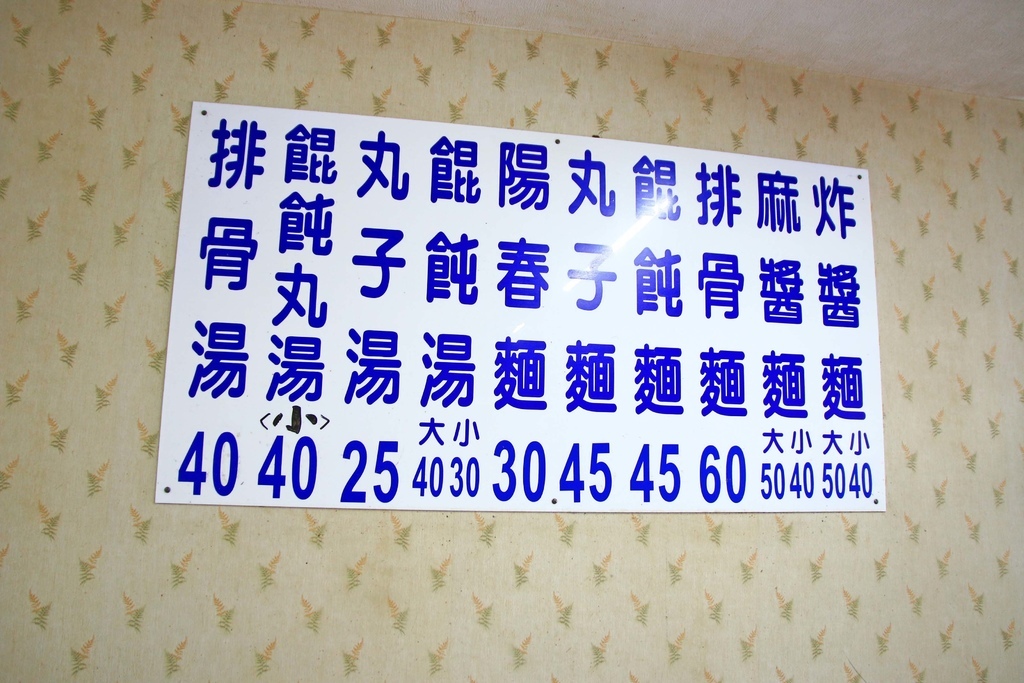 炸醬麵 大50 小40
麻醬麵 大50 小40
排骨麵 60
餛飩麵 45
丸子麵 45
陽春麵 30
餛飩湯 大40 小30
丸子湯 25
餛飩丸湯 <小> 40
排骨湯 40